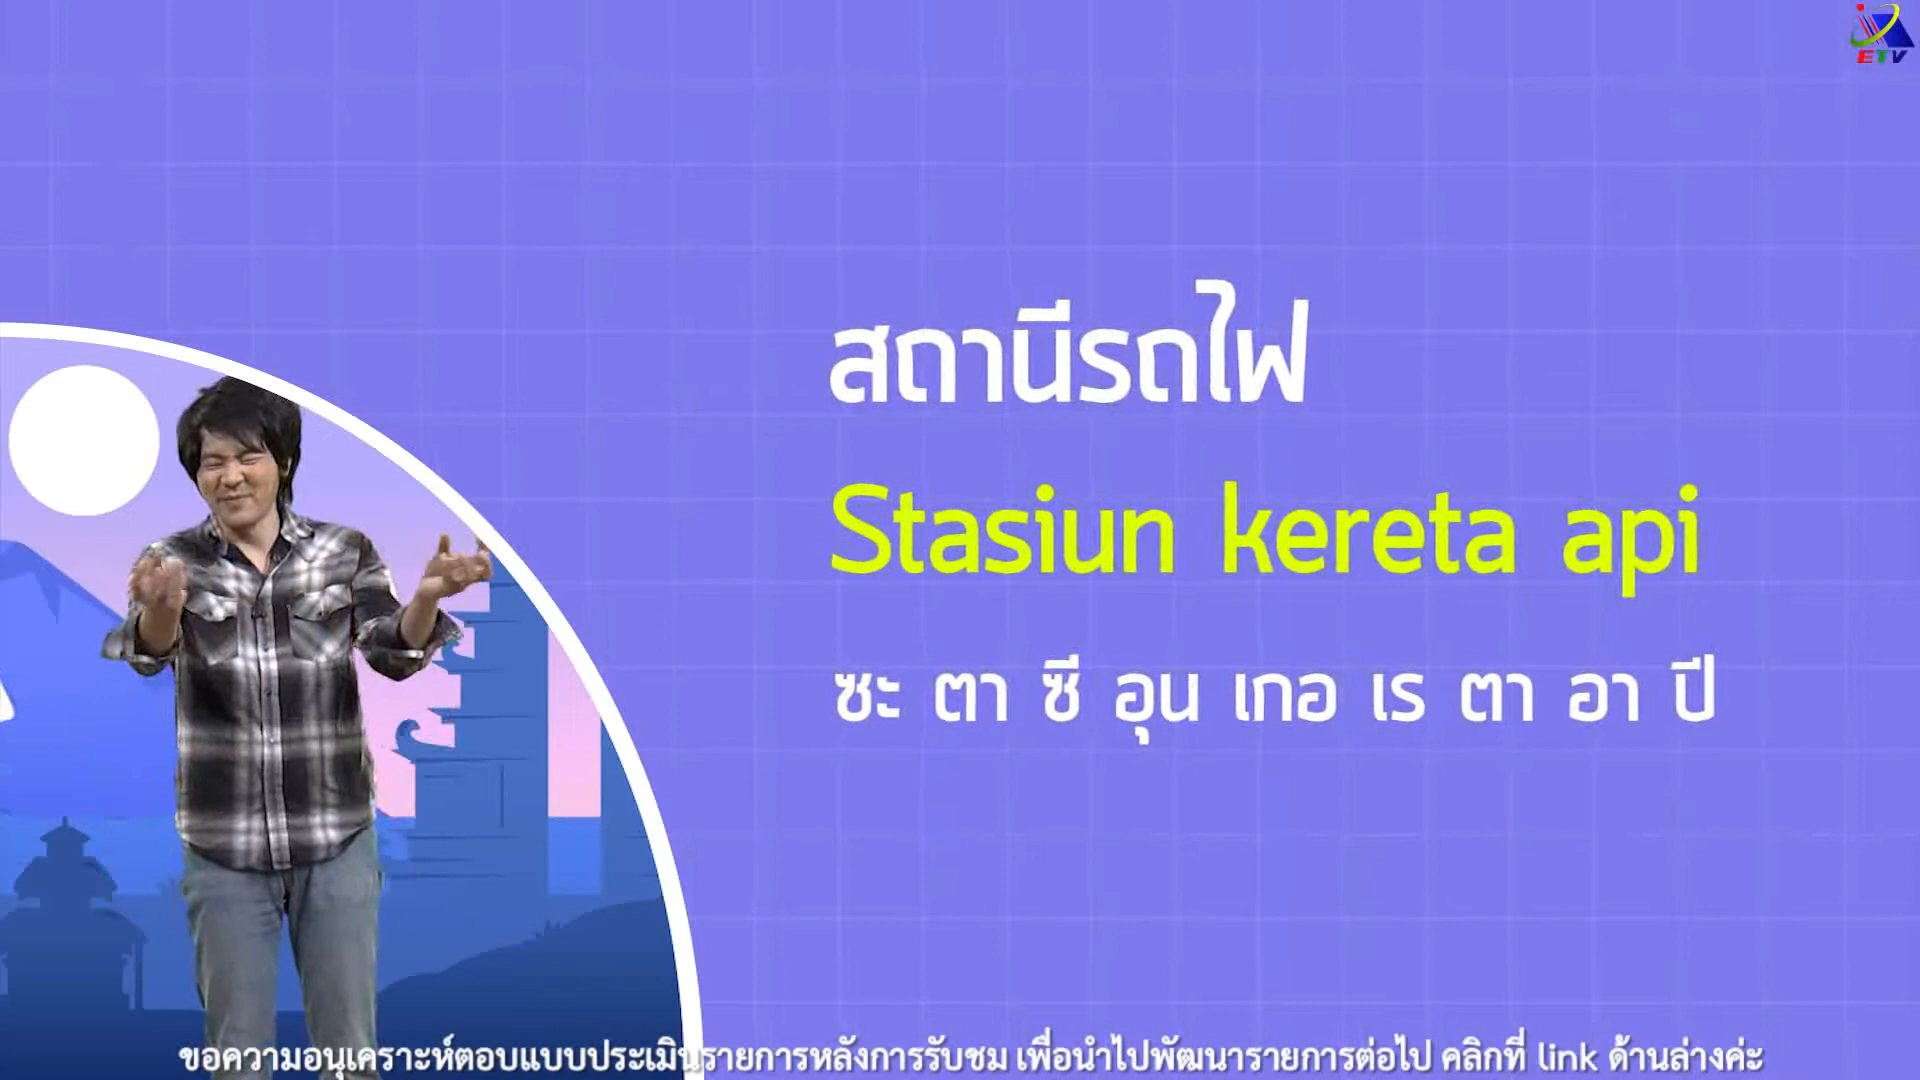 ETV
สถานีรถไฟ
Stasiun kereta api
ซะ ตา ซี อุน เกอ เร ตา อา ปี
ขอความอนุเคราะห์ตอบแบบประเมินรายการหลังการรับชม เพื่อนำไปพัฒนารายการต่อไป คลิกที่ link ด้านล่างค่ะ